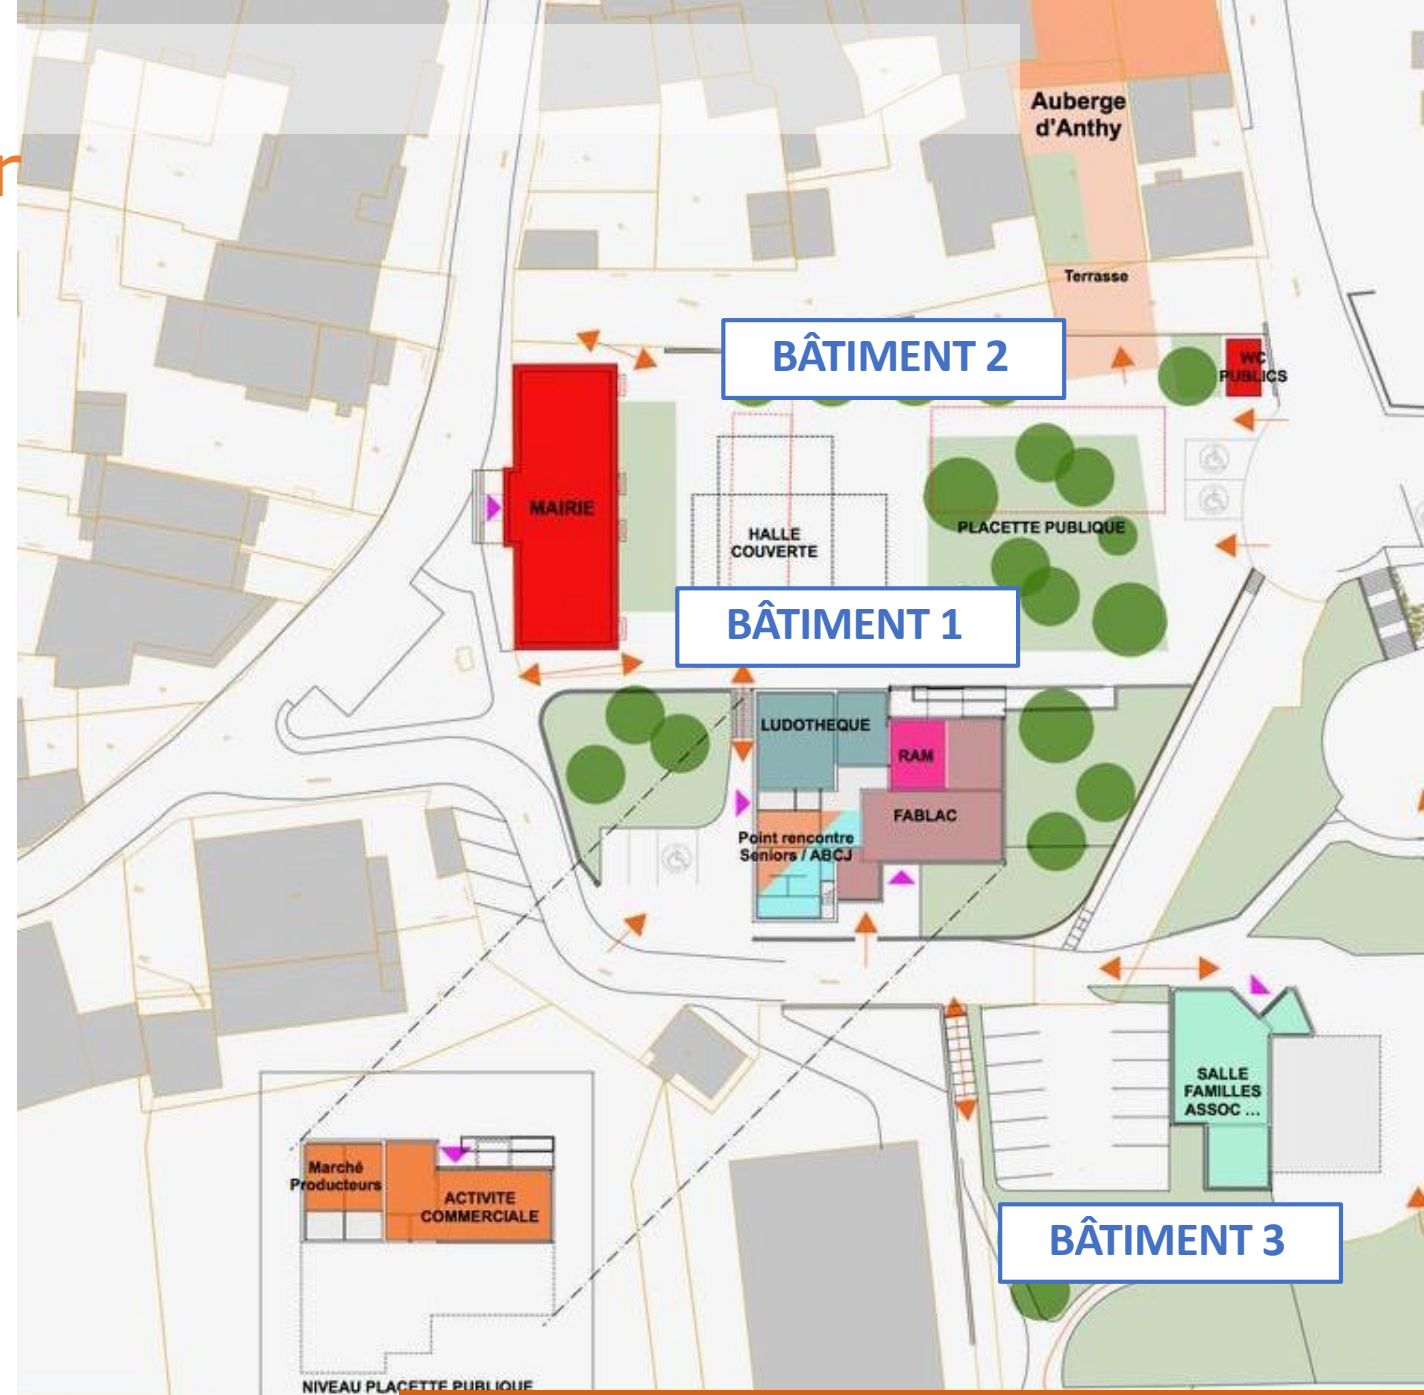 r
Auberge
d'Anthy
Terrasse
BÂTIMENT 2
WC
PUBLICS
MAIRIE
HALLE
COUVERTE
PLACETTE PUBLIQUE
BÂTIMENT 1
LUDOTHEQUE
RAM
FABLAC
Point rencontre
Seniors / ABCJ
SALLE
FAMILLES
ASSOC ...
Marché
Producteurs
ACTIVITE
COMMERCIALE
BÂTIMENT 3
NIVEAU PLACETTE PUBLIQUE